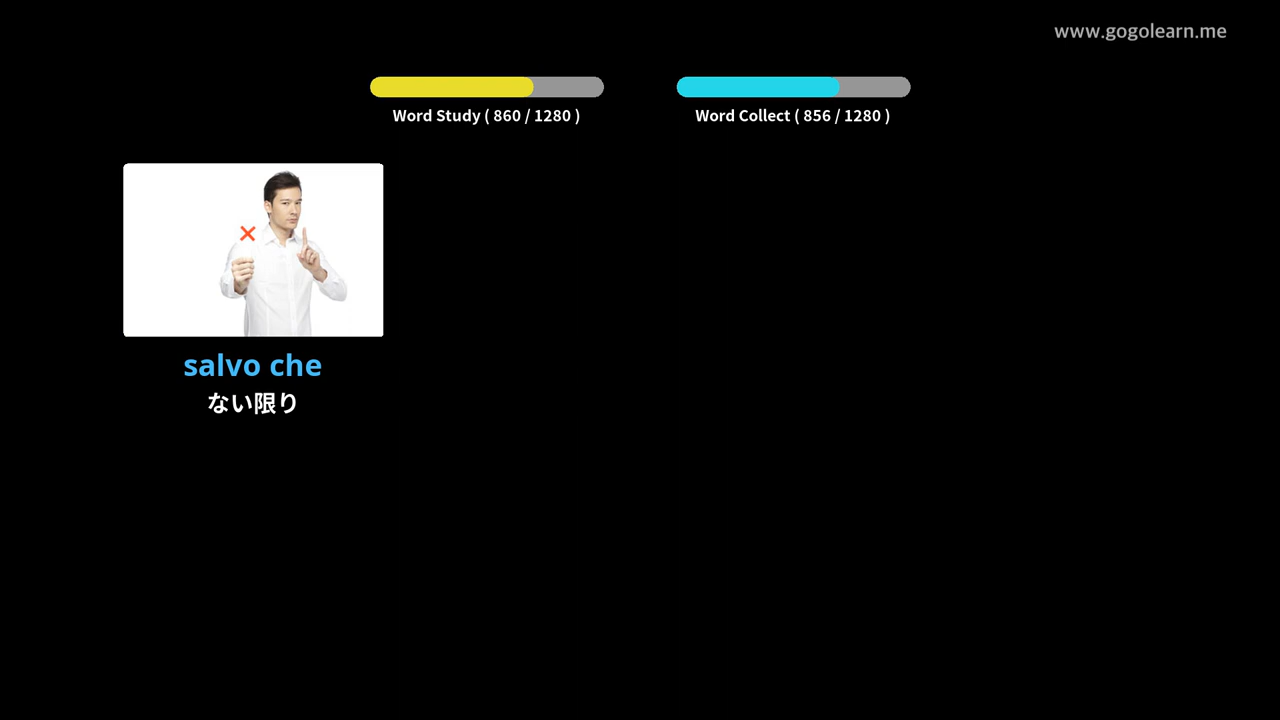 www.gogolearn.me
Word Study ( 860 / 1280 )
Word Collect ( 856 / 1280 )
salvo che
ない限り